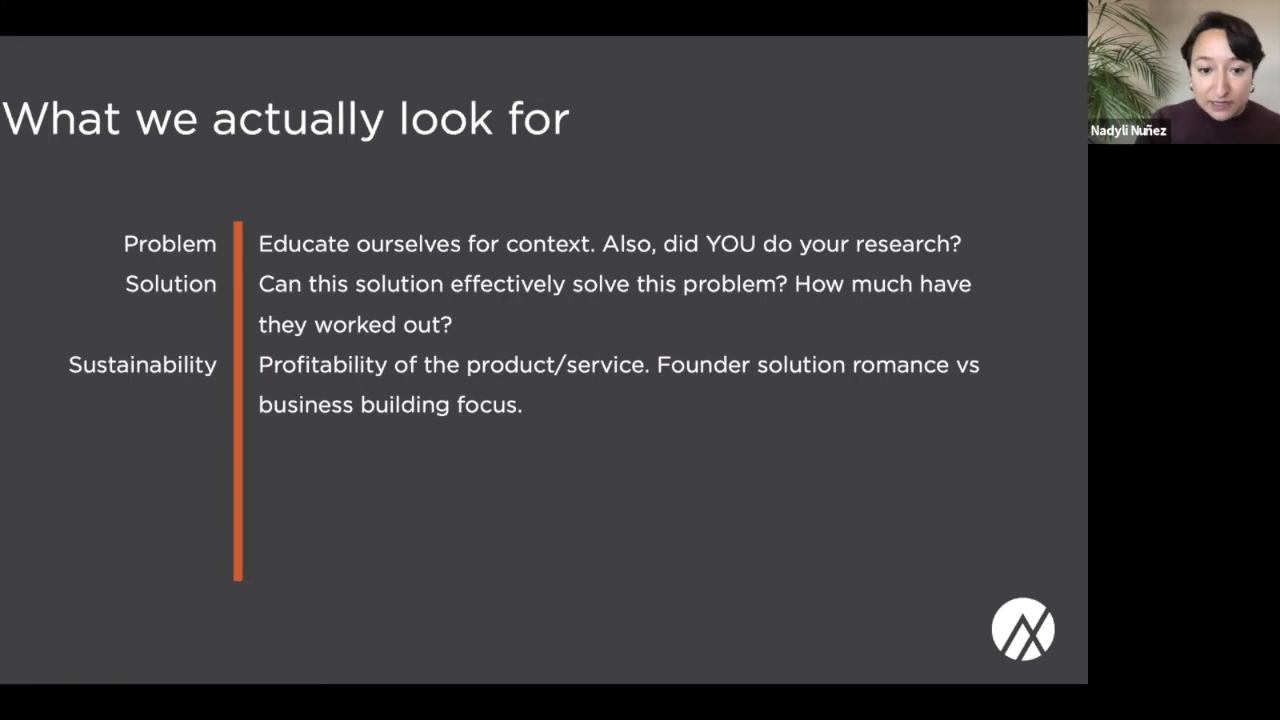 What we actually look for
Problem
Educate ourselves for context. Also, did YOU do your research?
Solution
Can this solution effectively solve this problem? How much have
they worked out?
Sustainability
Profitability of the product/service. Founder solution romance vs
business building focus.
Nadyli Nuñez